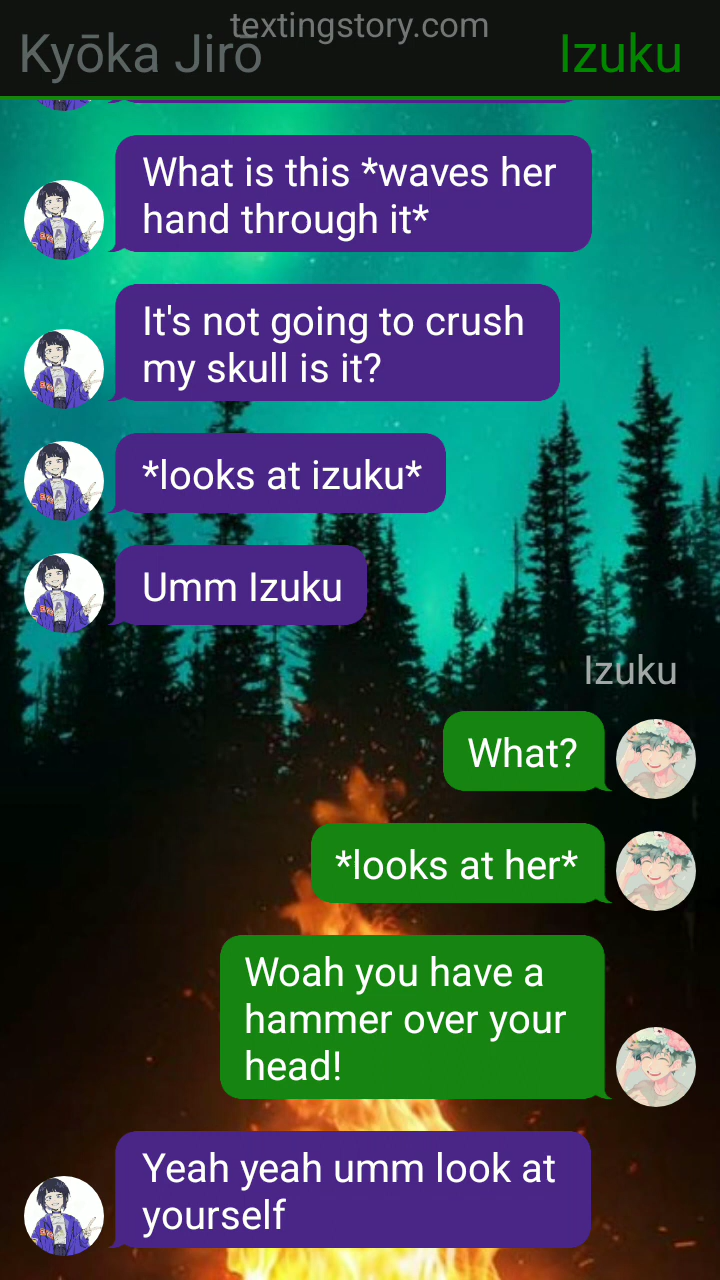 textingstory.com
Kyōka Jirō
Izuku
What is this *waves her
hand through it*
It's not going to crush
my skull is it?
*looks at izuku*
Umm Izuku
Izuku
What?
*looks at her*
Woah you have a
hammer over your
head!
Yeah yeah umm look at
yourself